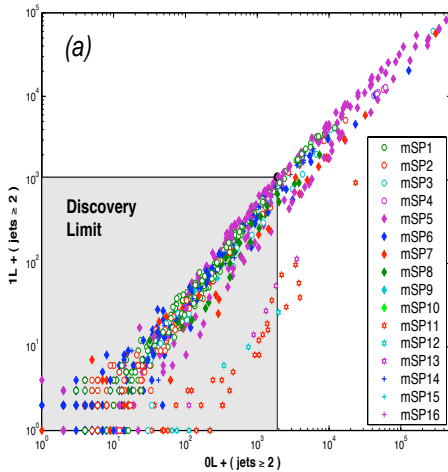 (a)
10^5
10^4
10^3
10^2
10^1
10^0
1L + ( jets ≥ 2 )
Discovery
Limit
mSP1
mSP2
mSP3
mSP4
mSP5
mSP6
mSP7
mSP8
mSP9
mSP10
mSP11
mSP12
mSP13
mSP14
mSP15
mSP16
10^0 10^1 10^2 10^3 10^4 10^5
0L + ( jets ≥ 2 )